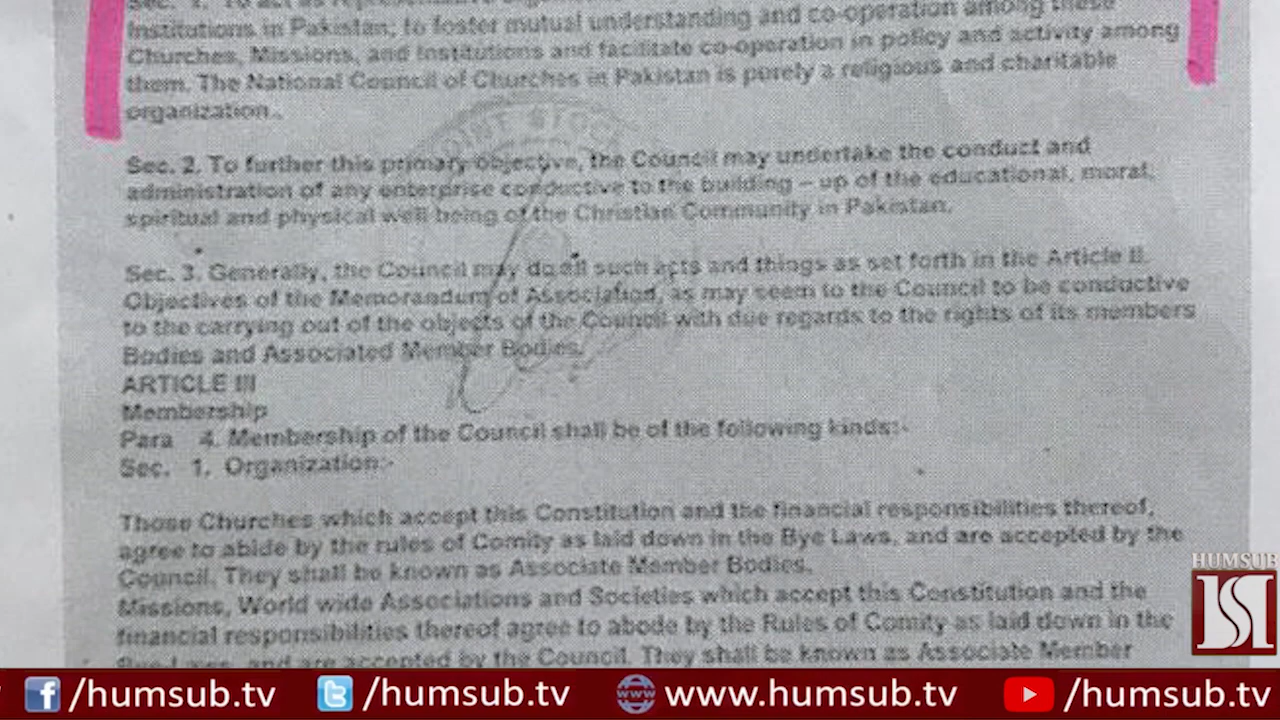 Sec. 1. To act as representative
Institutions in Pakistan, to foster mutual understanding and co-operation among these
Churches, Missions, and Institutions and facilitate co-operation in policy and activity among
them. The National Council of Churches in Pakistan is purely a religious and charitable
organization.
JOINT STOCK
Sec. 2. To further this primary objective, the Council may undertake the conduct and
administration of any enterprise conductive to the building – up of the educational, moral,
spiritual and physical well being of the Christian Community in Pakistan.
Sec. 3. Generally, the Council may do all such acts and things as set forth in the Article II.
Objectives of the Memorandum of Association, as may seem to the Council to be conductive
to the carrying out of the objects of the Council with due regards to the rights of its members
Bodies and Associated Member Bodies.
ARTICLE III
Membership
Para 4. Membership of the Council shall be of the following kinds:-
Sec. 1. Organization:-
Those Churches which accept this Constitution and the financial responsibilities thereof,
agree to abide by the rules of Comity as laid down in the Bye Laws, and are accepted by the
Council. They shall be known as Associate Member Bodies.
Missions, World wide Associations and Societies which accept this Constitution and the
financial responsibilities thereof agree to abode by the Rules of Comity as laid down in the
Bye-Laws, and are accepted by the Council. They shall be known as Associate Member
HUMSUB
/humsub.tv /humsub.tv www.humsub.tv /humsub.tv